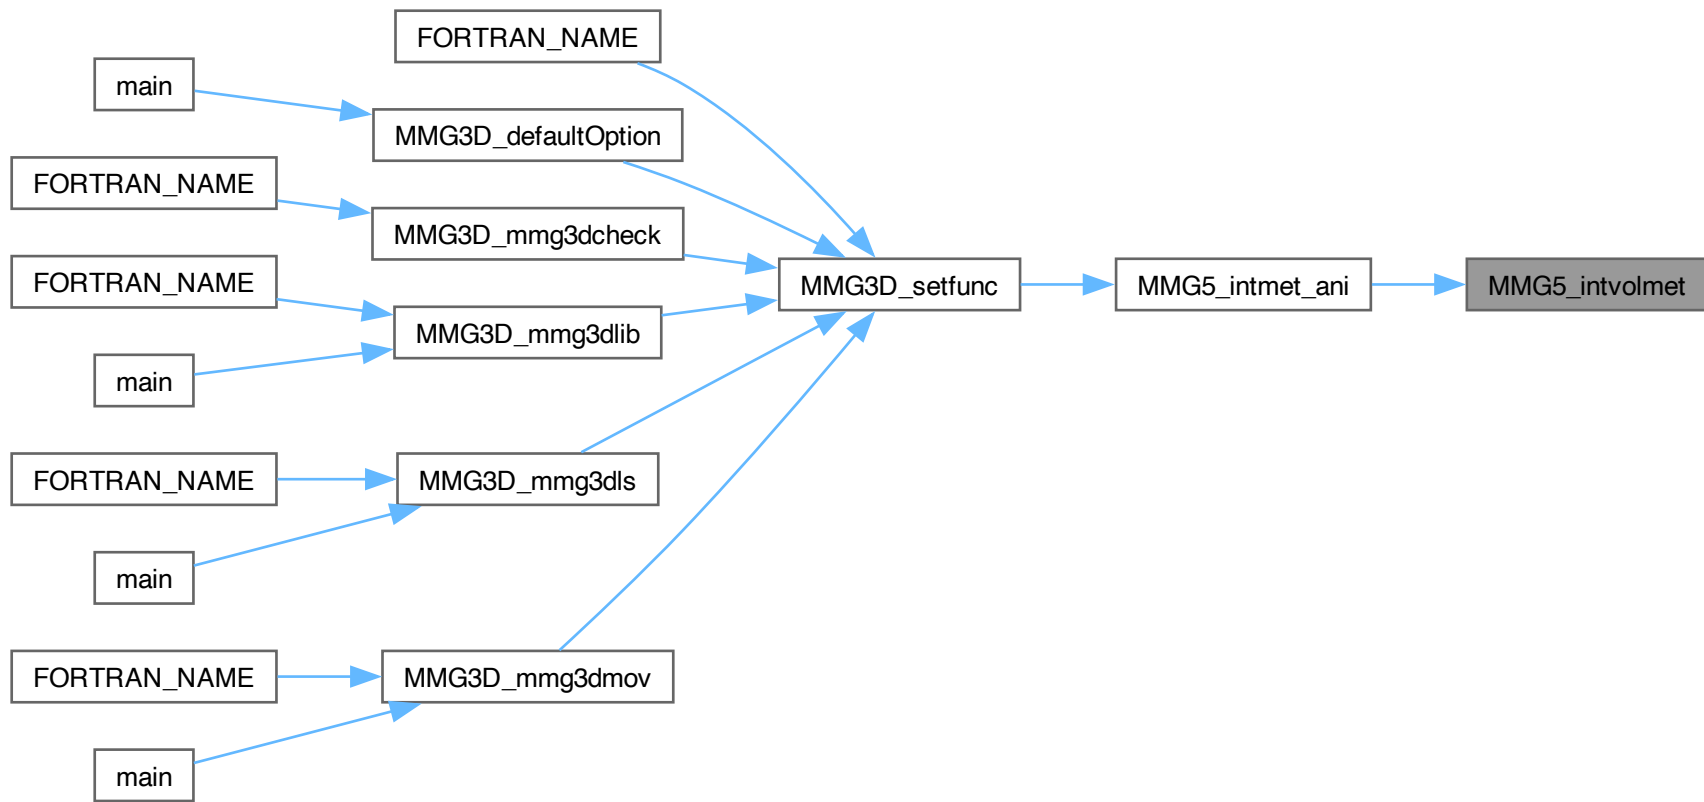 FORTRAN_NAME
main
MMG3D_defaultOption
FORTRAN_NAME
MMG3D_mmg3dcheck
FORTRAN_NAME
MMG3D_setfunc
MMG5_intmet_ani
MMG5_intvolmet
MMG3D_mmg3dlib
main
FORTRAN_NAME
MMG3D_mmg3dls
main
FORTRAN_NAME
MMG3D_mmg3dmov
main